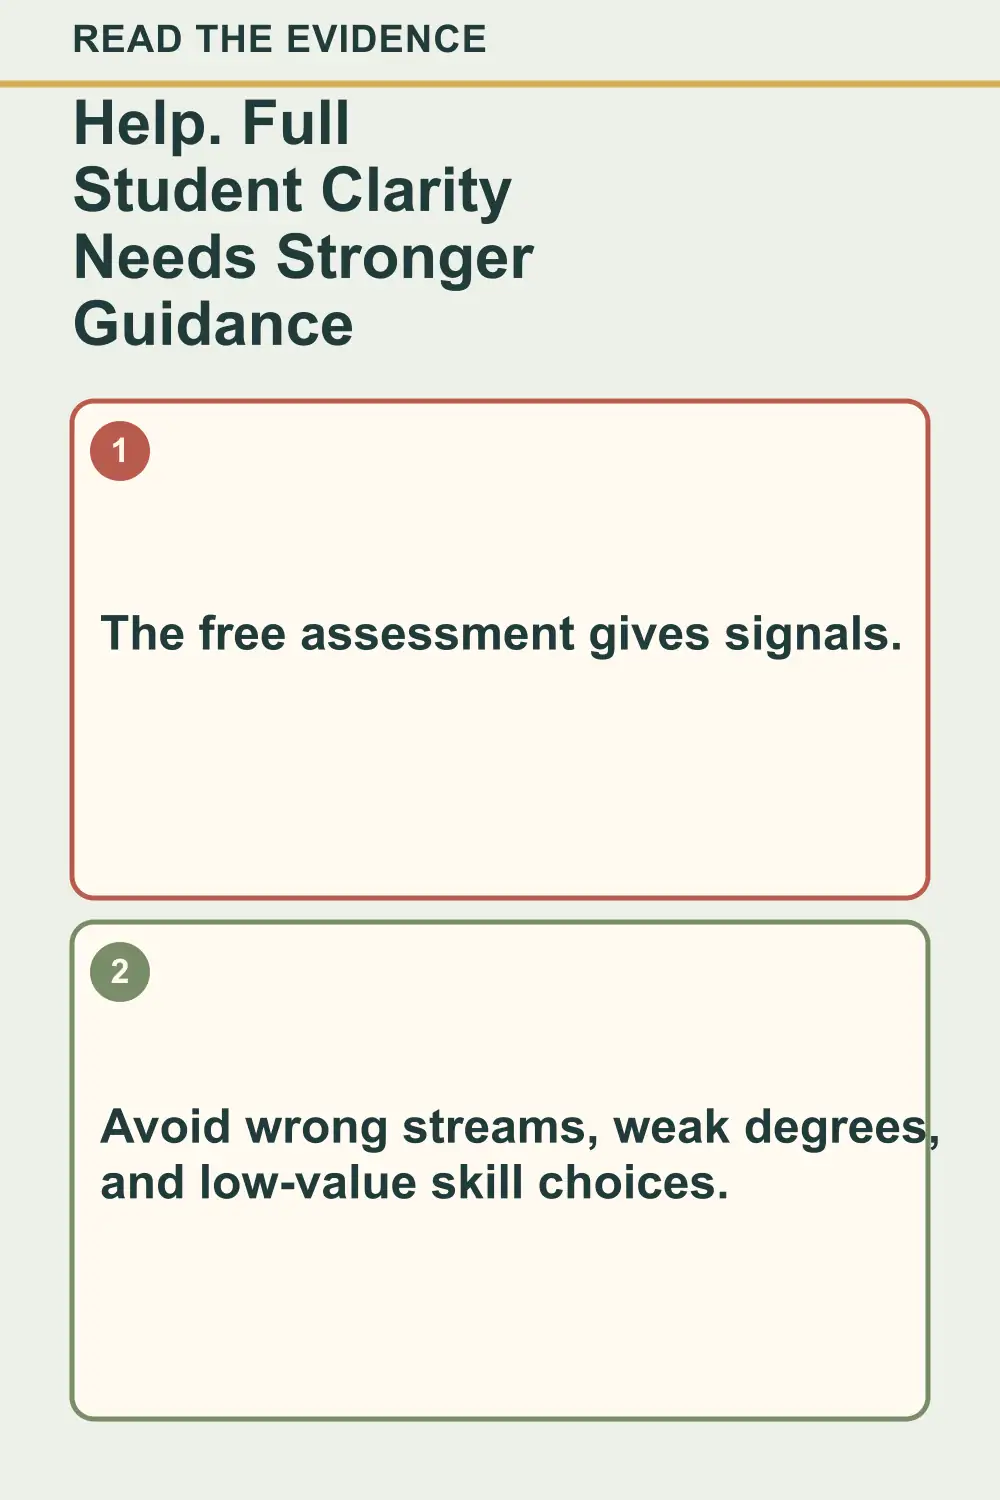 READ THE EVIDENCE
Help. Full
Student Clarity
Needs Stronger
Guidance
1
The free assessment gives signals.
2
Avoid wrong streams, weak degrees,
and low-value skill choices.